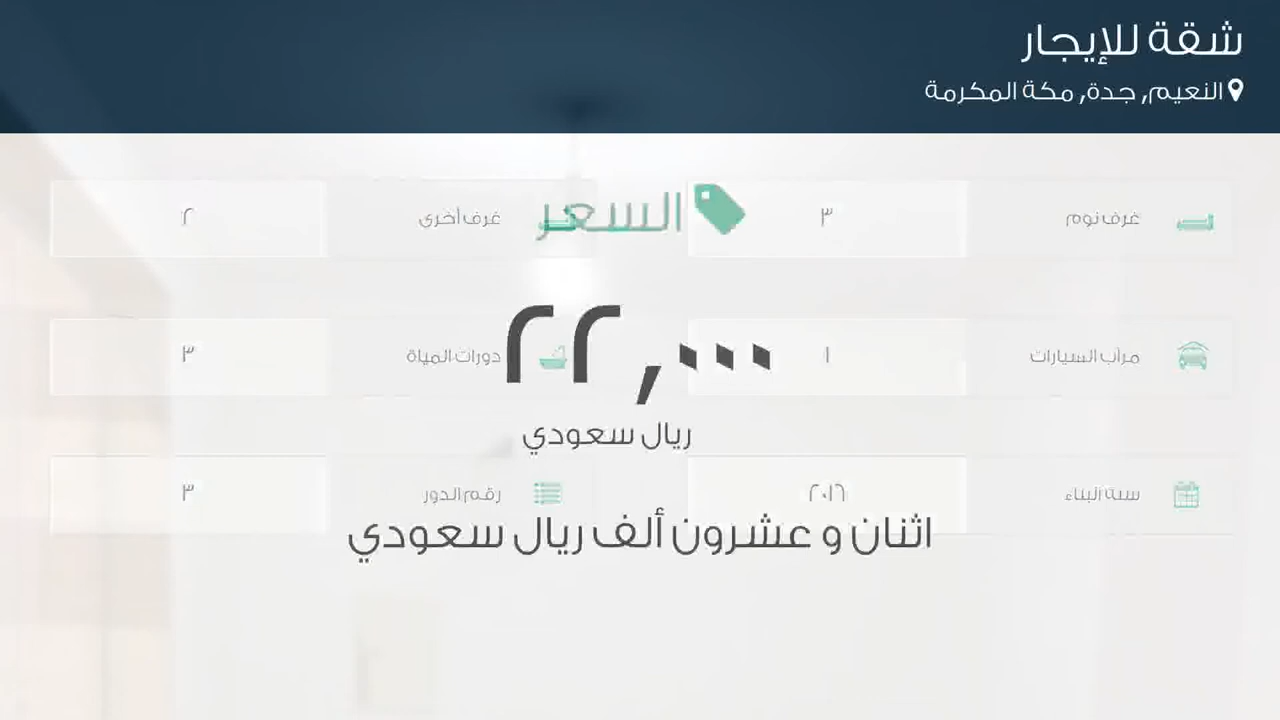 شقة للإيجار
النعيم, جدة, مكة المكرمة
السعر
٢٢,٠٠٠
ريال سعودي
اثنان و عشرون ألف ريال سعودي
غرف نوم ٣
غرف أخرى ٢
مرآب السيارات ١
دورات المياة ٣
سنة البناء ٢٠١٦
رقم الدور ٣